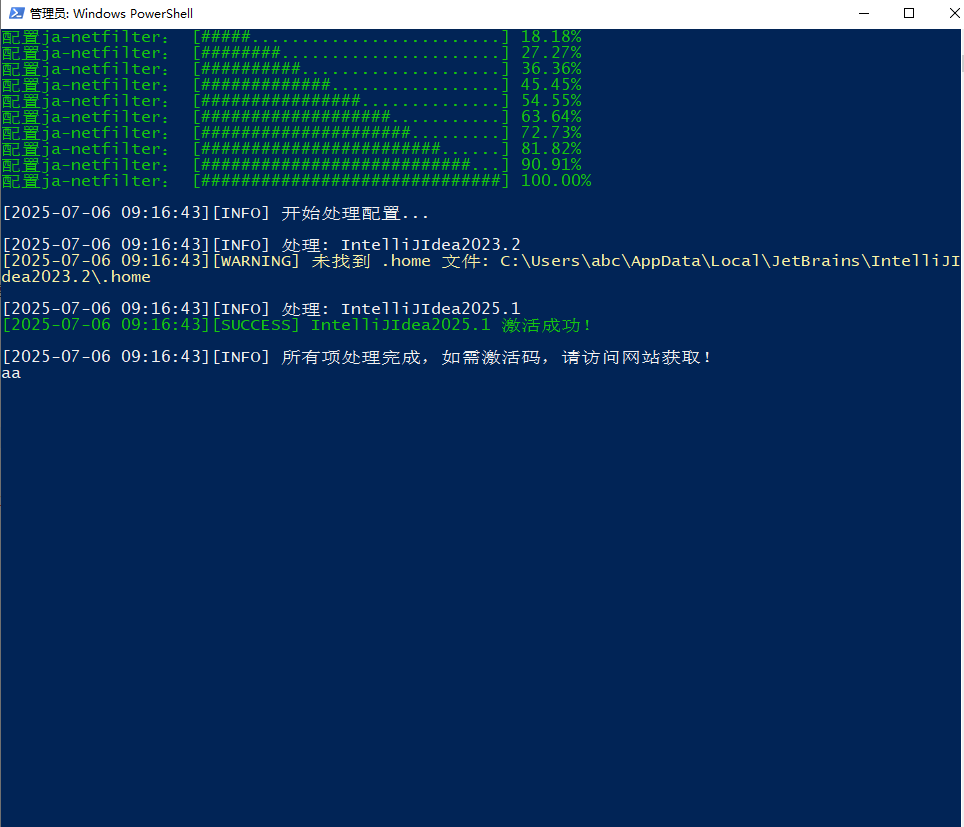 管理员: Windows PowerShell
配置ja-netfilter： [#####.........................] 18.18%
配置ja-netfilter： [########......................] 27.27%
配置ja-netfilter： [##########....................] 36.36%
配置ja-netfilter： [#############.................] 45.45%
配置ja-netfilter： [################..............] 54.55%
配置ja-netfilter： [###################...........] 63.64%
配置ja-netfilter： [#####################.........] 72.73%
配置ja-netfilter： [########################......] 81.82%
配置ja-netfilter： [###########################...] 90.91%
配置ja-netfilter： [##############################] 100.00%
[2025-07-06 09:16:43][INFO] 开始处理配置...
[2025-07-06 09:16:43][INFO] 处理: IntelliJIdea2023.2
[2025-07-06 09:16:43][WARNING] 未找到 .home 文件: C:\Users\abc\AppData\Local\JetBrains\IntelliJI
dea2023.2\.home
[2025-07-06 09:16:43][INFO] 处理: IntelliJIdea2025.1
[2025-07-06 09:16:43][SUCCESS] IntelliJIdea2025.1 激活成功!
[2025-07-06 09:16:43][INFO] 所有项处理完成，如需激活码，请访问网站获取!
aa